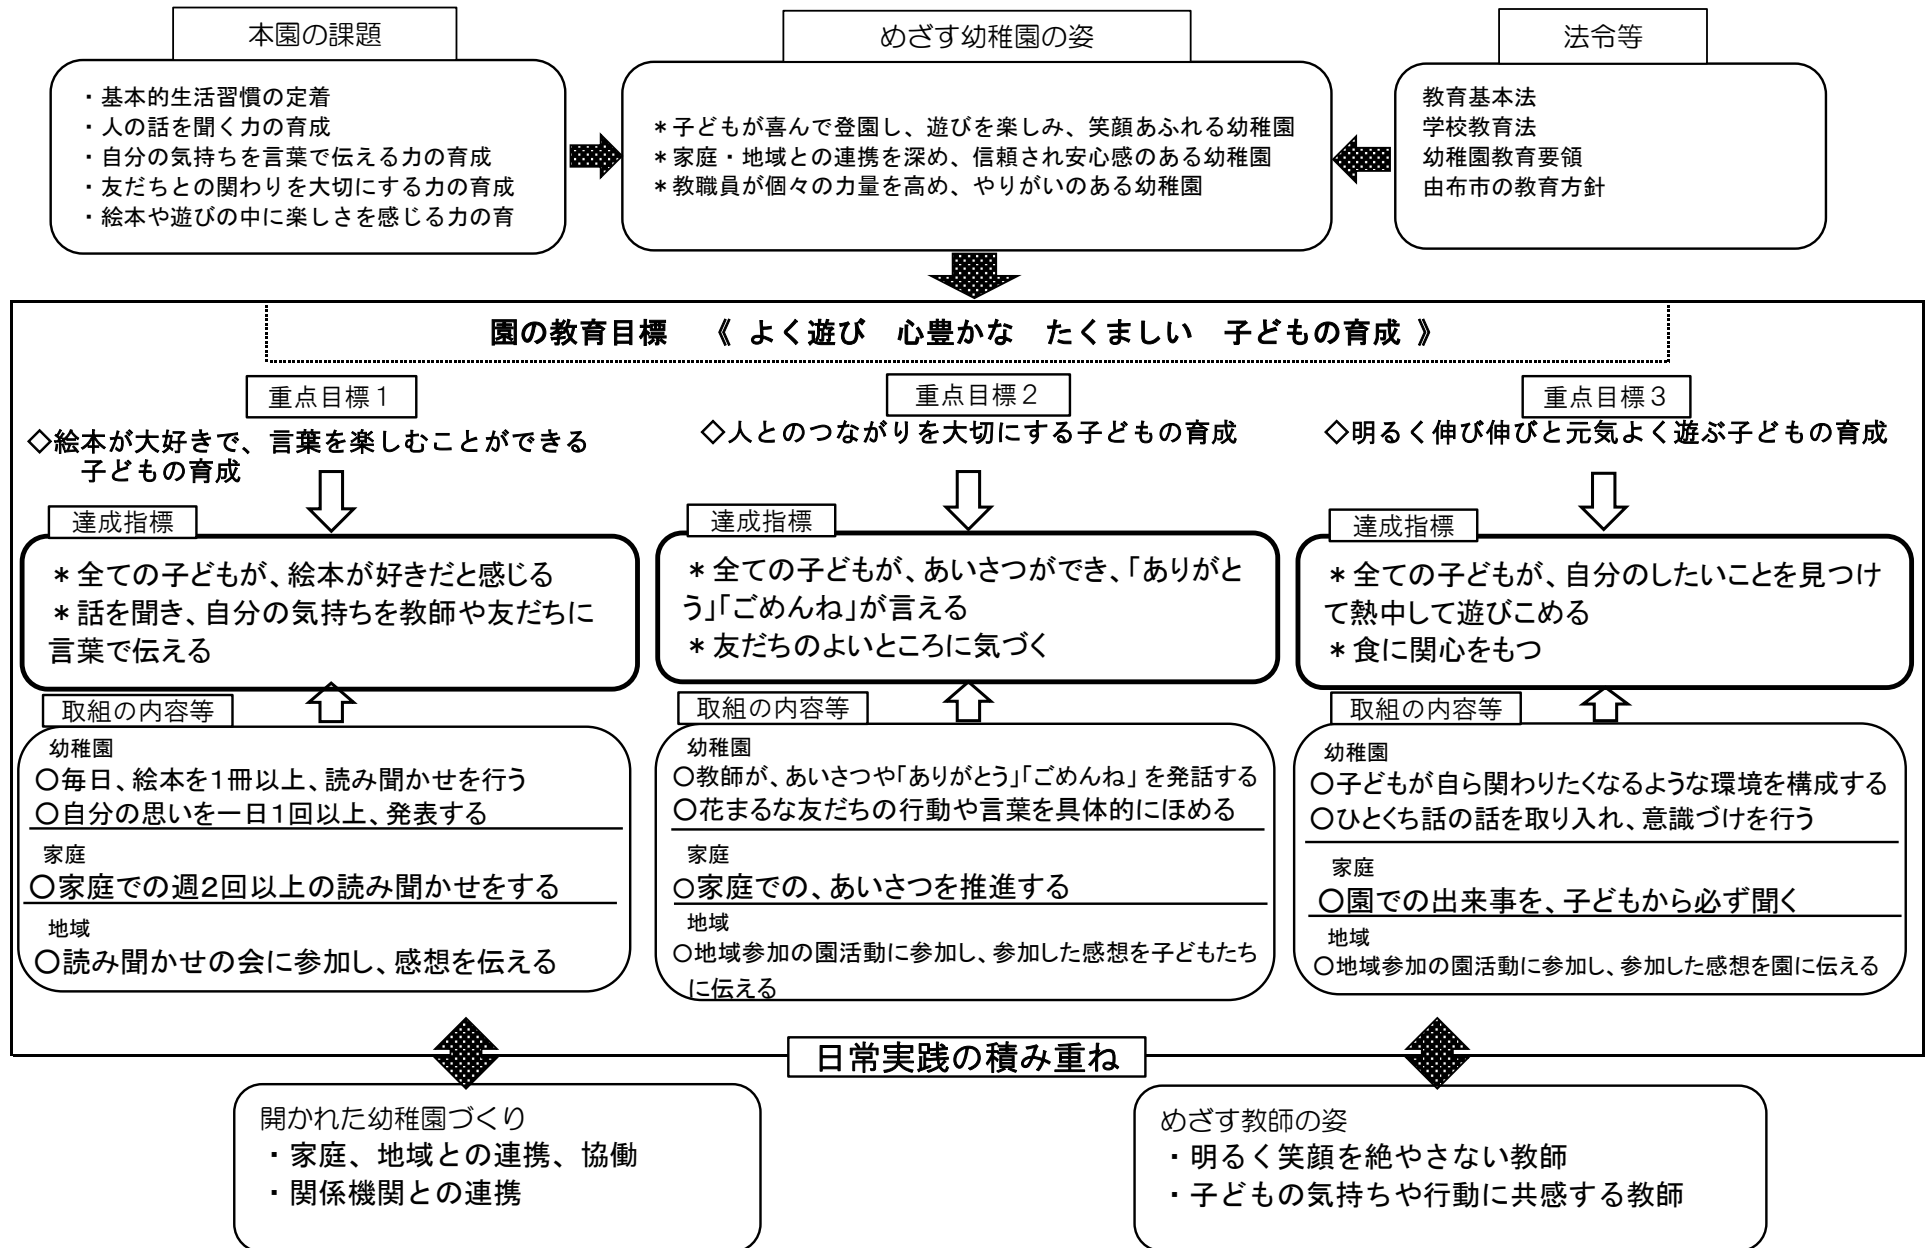 本園の課題
・基本的生活習慣の定着
・人の話を聞く力の育成
・自分の気持ちを言葉で伝える力の育成
・友だちとの関わりを大切にする力の育成
・絵本や遊びの中に楽しさを感じる力の育
めざす幼稚園の姿
＊子どもが喜んで登園し、遊びを楽しみ、笑顔あふれる幼稚園
＊家庭・地域との連携を深め、信頼され安心感のある幼稚園
＊教職員が個々の力量を高め、やりがいのある幼稚園
法令等
教育基本法
学校教育法
幼稚園教育要領
由布市の教育方針
園の教育目標　《 よく遊び　心豊かな　たくましい　子どもの育成 》
重点目標１
◇絵本が大好きで、言葉を楽しむことができる
子どもの育成
達成指標
＊全ての子どもが、絵本が好きだと感じる
＊話を聞き、自分の気持ちを教師や友だちに
言葉で伝える
取組の内容等
幼稚園
○毎日、絵本を１冊以上、読み聞かせを行う
○自分の思いを一日１回以上、発表する
家庭
○家庭での週２回以上の読み聞かせをする
地域
○読み聞かせの会に参加し、感想を伝える
重点目標２
◇人とのつながりを大切にする子どもの育成
達成指標
＊全ての子どもが、あいさつができ、「ありがと
う」「ごめんね」が言える
＊友だちのよいところに気づく
取組の内容等
幼稚園
○教師が、あいさつや「ありがとう」「ごめんね」を発話する
○花まるな友だちの行動や言葉を具体的にほめる
家庭
○家庭での、あいさつを推進する
地域
○地域参加の園活動に参加し、参加した感想を子どもたち
に伝える
重点目標３
◇明るく伸び伸びと元気よく遊ぶ子どもの育成
達成指標
＊全ての子どもが、自分のしたいことを見つけ
て熱中して遊びこめる
＊食に関心をもつ
取組の内容等
幼稚園
○子どもが自ら関わりたくなるような環境を構成する
○ひとくち話の話を取り入れ、意識づけを行う
家庭
○園での出来事を、子どもから必ず聞く
地域
○地域参加の園活動に参加し、参加した感想を園に伝える
日常実践の積み重ね
開かれた幼稚園づくり
・家庭、地域との連携、協働
・関係機関との連携
めざす教師の姿
・明るく笑顔を絶やさない教師
・子どもの気持ちや行動に共感する教師